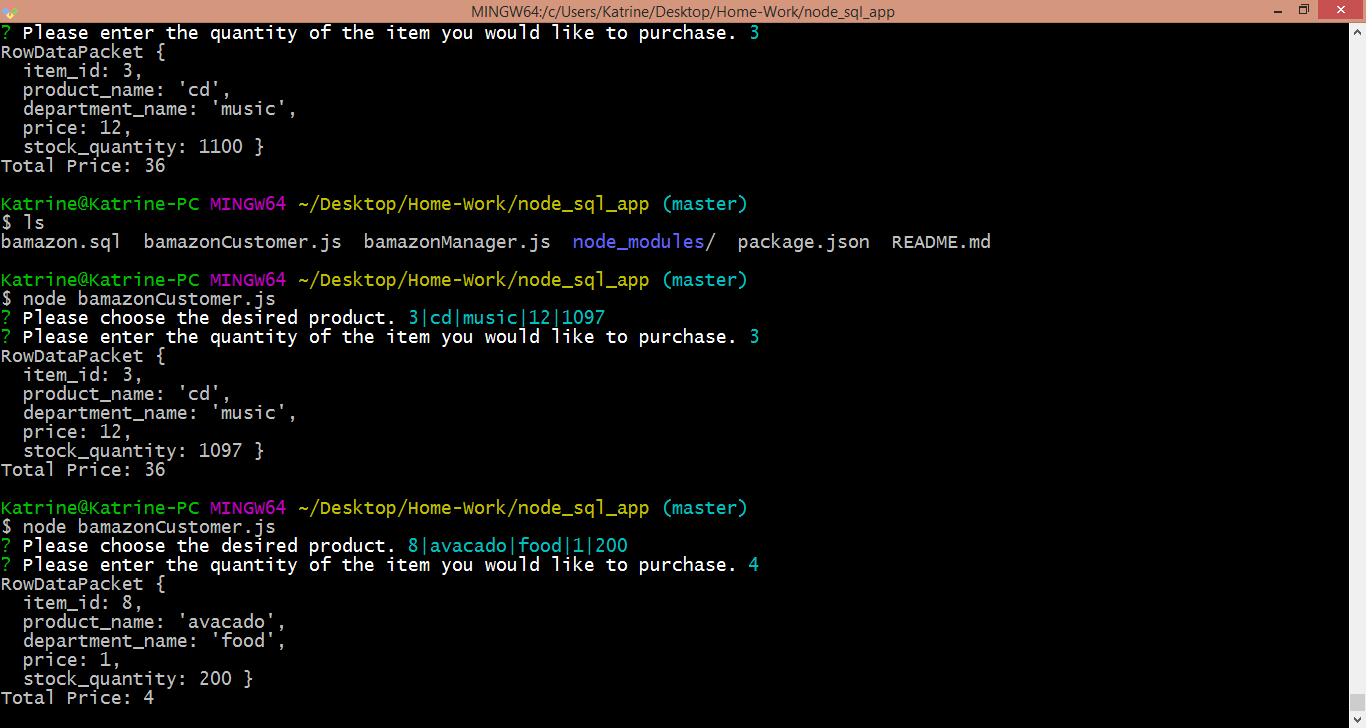 MINGW64:/c/Users/Katrine/Desktop/Home-Work/node_sql_app
? Please enter the quantity of the item you would like to purchase. 3
RowDataPacket {
  item_id: 3,
  product_name: 'cd',
  department_name: 'music',
  price: 12,
  stock_quantity: 1100 }
Total Price: 36
Katrine@Katrine-PC MINGW64 ~/Desktop/Home-Work/node_sql_app (master)
$ ls
bamazon.sql  bamazonCustomer.js  bamazonManager.js  node_modules/  package.json  README.md
Katrine@Katrine-PC MINGW64 ~/Desktop/Home-Work/node_sql_app (master)
$ node bamazonCustomer.js
? Please choose the desired product. 3|cd|music|12|1097
? Please enter the quantity of the item you would like to purchase. 3
RowDataPacket {
  item_id: 3,
  product_name: 'cd',
  department_name: 'music',
  price: 12,
  stock_quantity: 1097 }
Total Price: 36
Katrine@Katrine-PC MINGW64 ~/Desktop/Home-Work/node_sql_app (master)
$ node bamazonCustomer.js
? Please choose the desired product. 8|avacado|food|1|200
? Please enter the quantity of the item you would like to purchase. 4
RowDataPacket {
  item_id: 8,
  product_name: 'avacado',
  department_name: 'food',
  price: 1,
  stock_quantity: 200 }
Total Price: 4